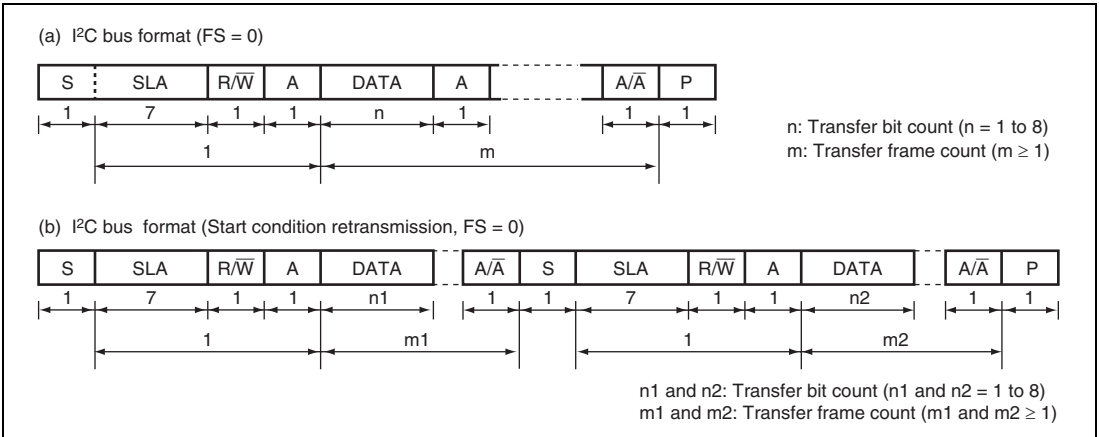 (a) I²C bus format (FS = 0)
S SLA R/W̅ A DATA A A/A̅ P
1 7 1 1 n 1 1 1
1 m
n: Transfer bit count (n = 1 to 8)
m: Transfer frame count (m ≥ 1)
(b) I²C bus format (Start condition retransmission, FS = 0)
S SLA R/W̅ A DATA A/A̅ S SLA R/W̅ A DATA A/A̅ P
1 7 1 1 n1 1 1 7 1 1 n2 1 1
1 m1 1 m2
n1 and n2: Transfer bit count (n1 and n2 = 1 to 8)
m1 and m2: Transfer frame count (m1 and m2 ≥ 1)